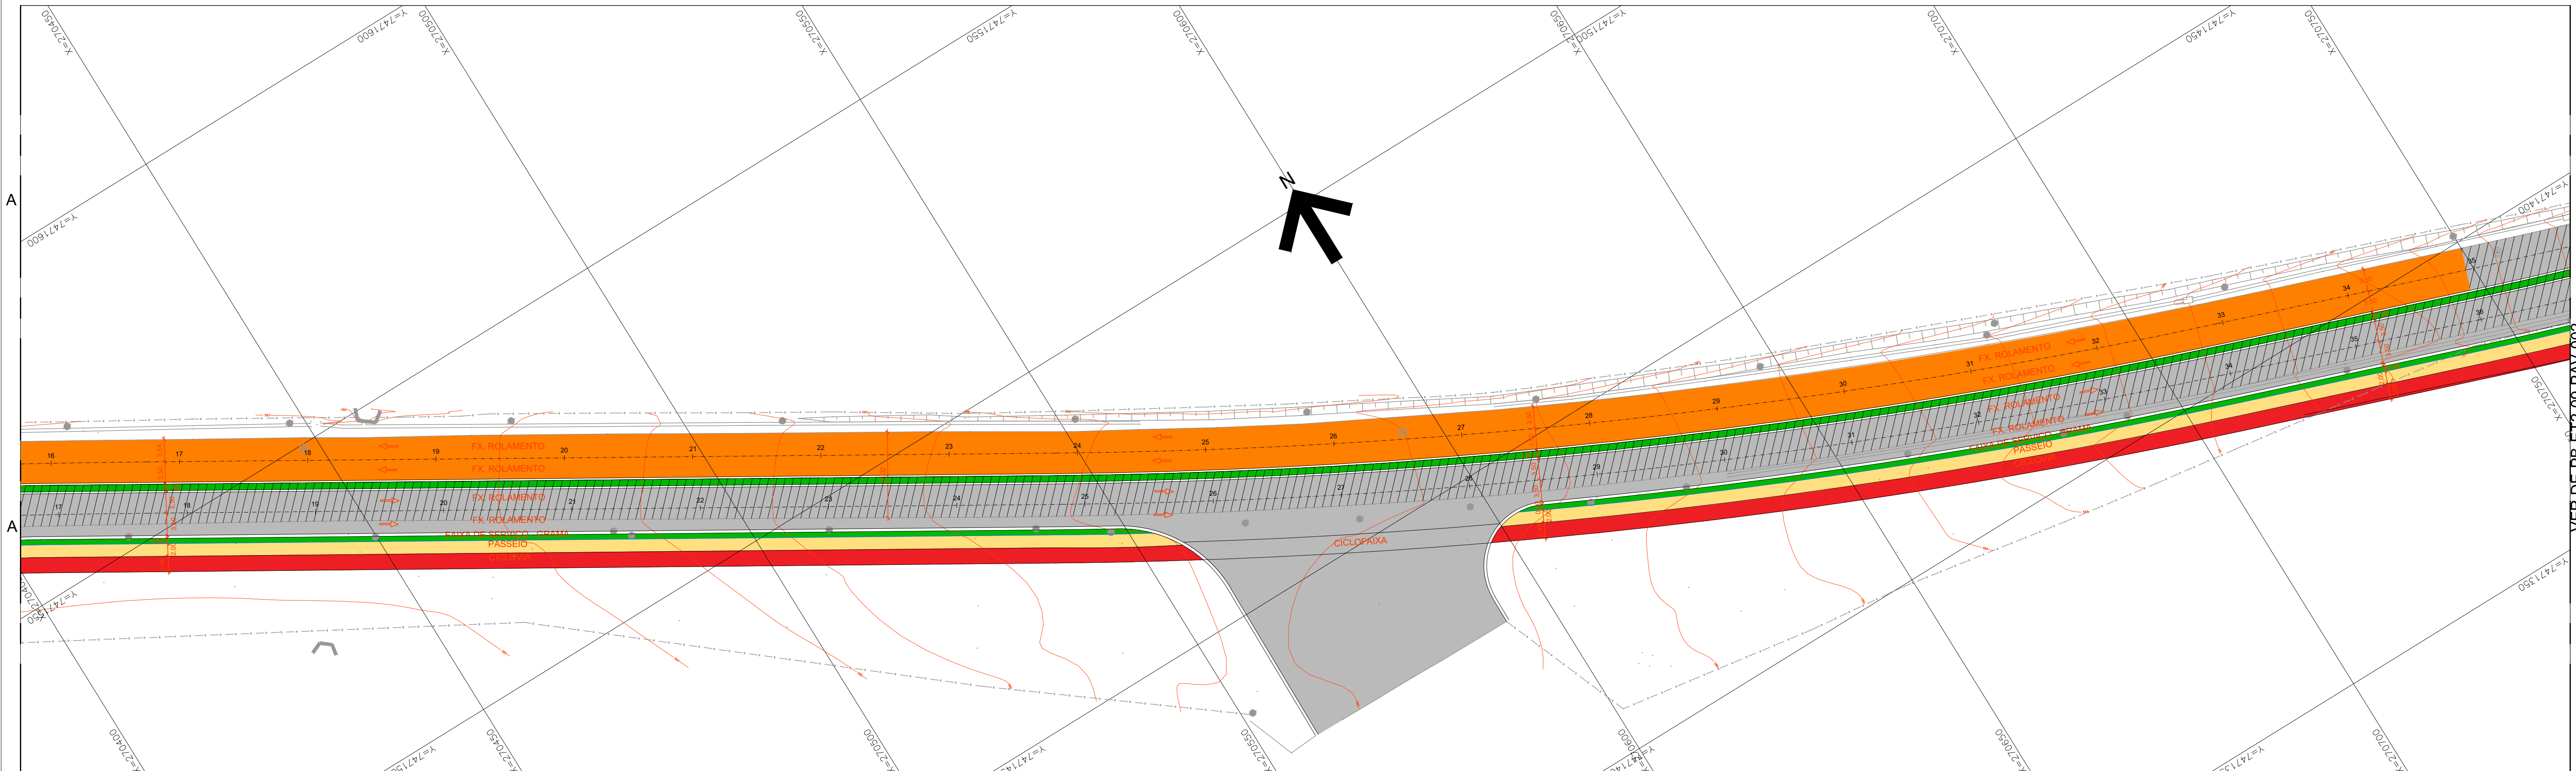 X=270450
Y=7471600
X=270500
X=270550
Y=7471550
X=270600
X=270650
Y=7471500
X=270700
Y=7471450
X=270750
A
Y=7471600
N
Y=7471400
16
17
18
19
20
21
22
23
24
25
26
27
28
29
30
31
32
33
34
35
FX. ROLAMENTO
FX. ROLAMENTO
FX. ROLAMENTO
FX. ROLAMENTO
17
18
19
20
21
22
23
24
25
26
27
28
29
30
31
32
33
34
35
36
FX. ROLAMENTO
FX. ROLAMENTO
FX. ROLAMENTO
FX. ROLAMENTO
A
FAIXA DE SERVIÇO - GRAMA
PASSEIO
CICLOVIA
CICLOFAIXA
FAIXA DE SERVIÇO - GRAMA
PASSEIO
CICLOVIA
X=270750
Y=7471350
X=270400
X=270450
X=270500
X=270550
X=270600
X=270650
X=270700